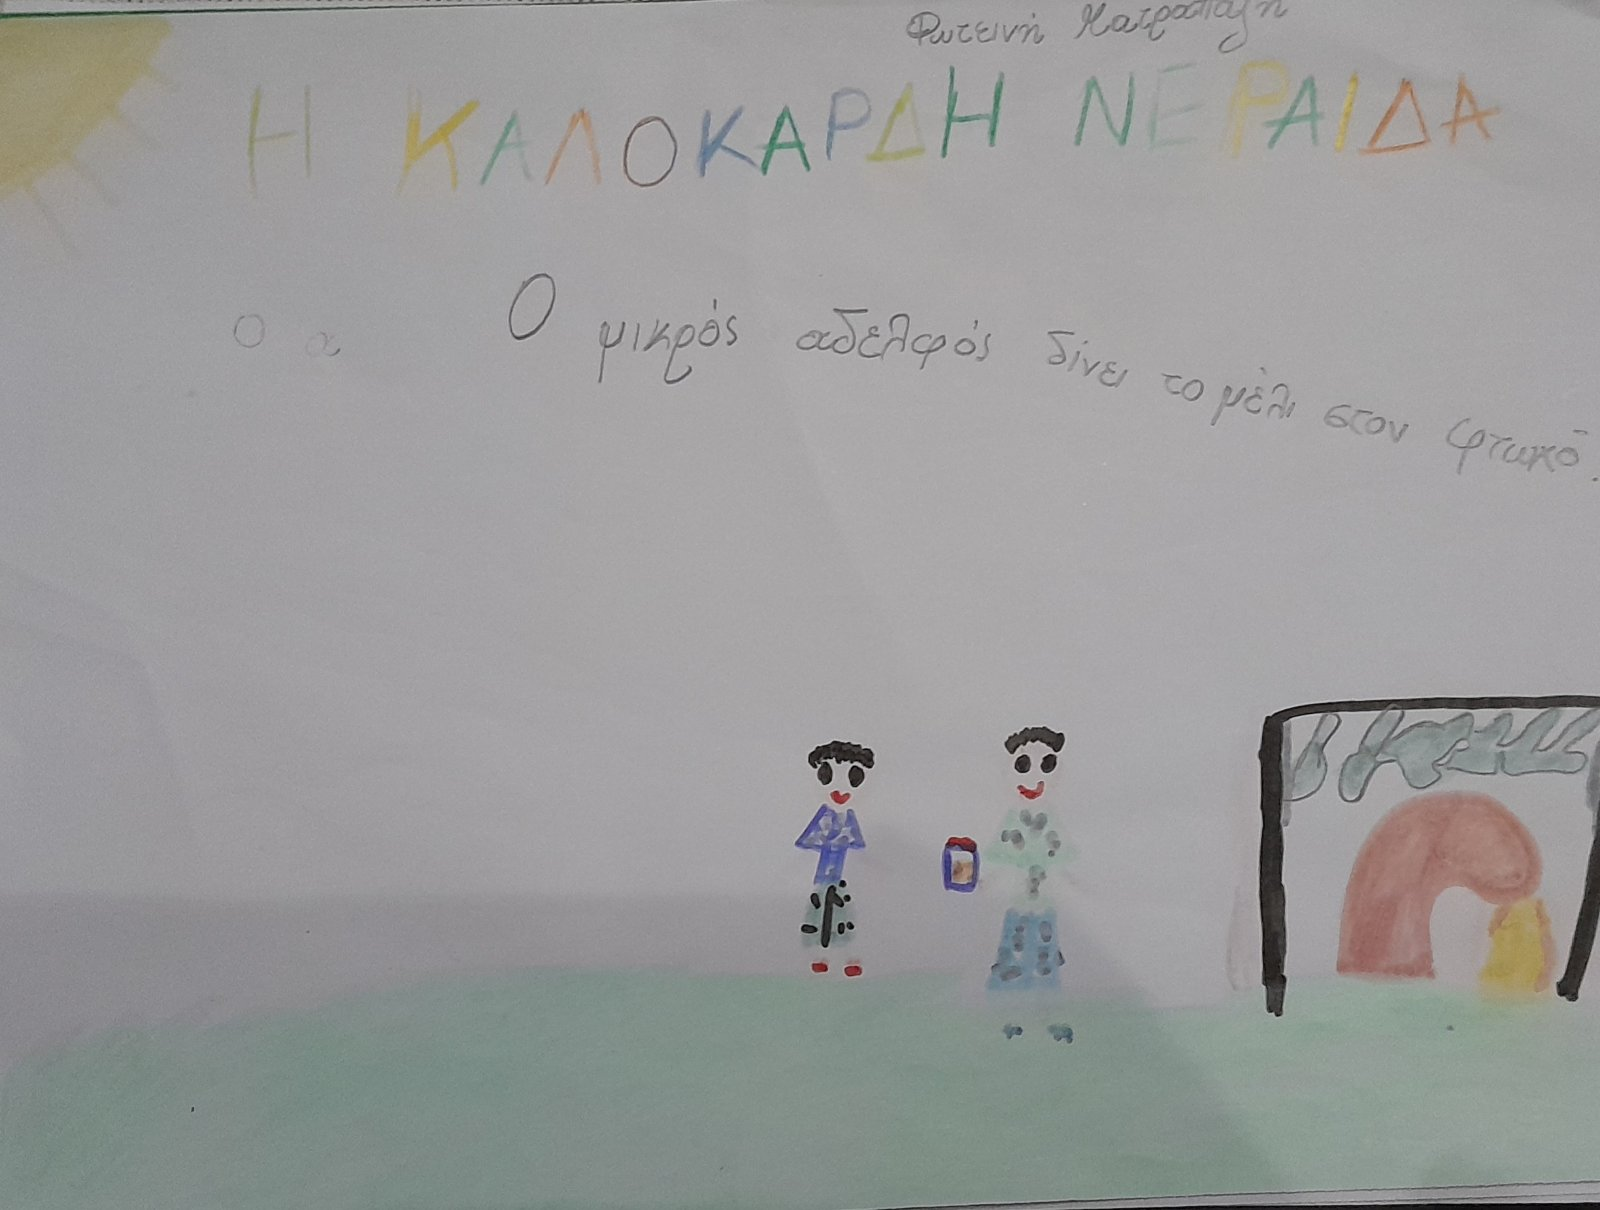 Φωτεινή
Η ΚΑΛΟΚΑΡΔΗ ΝΕΡΑΙΔΑ
Ο α
Ο μικρός αδελφός δίνει το μέλι στον φτωχό.